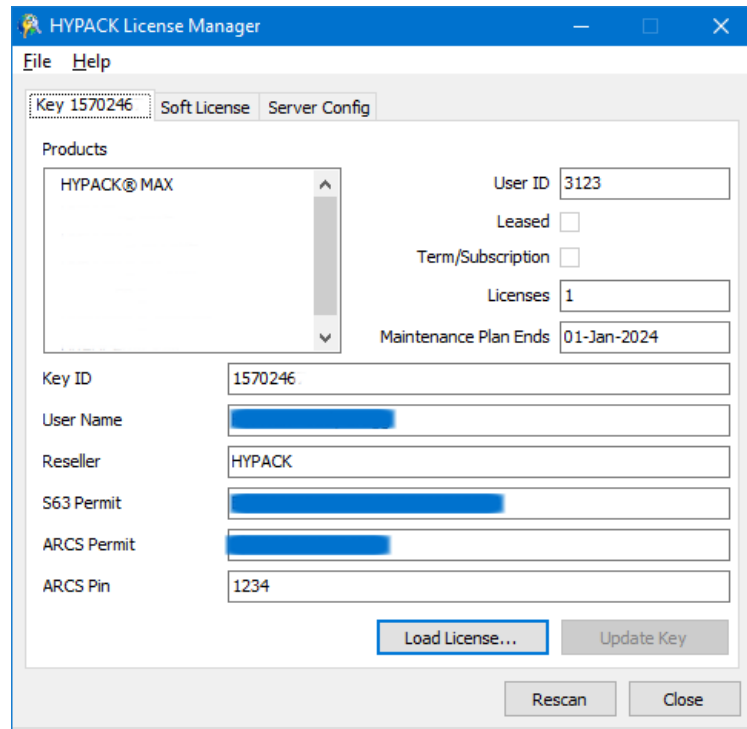 HYPACK License Manager
File Help
Key 1570246 Soft License Server Config
Products
HYPACK® MAX
User ID 3123
Leased
Term/Subscription
Licenses 1
Maintenance Plan Ends 01-Jan-2024
Key ID 1570246
User Name
Reseller HYPACK
S63 Permit
ARCS Permit
ARCS Pin 1234
Load License... Update Key
Rescan Close